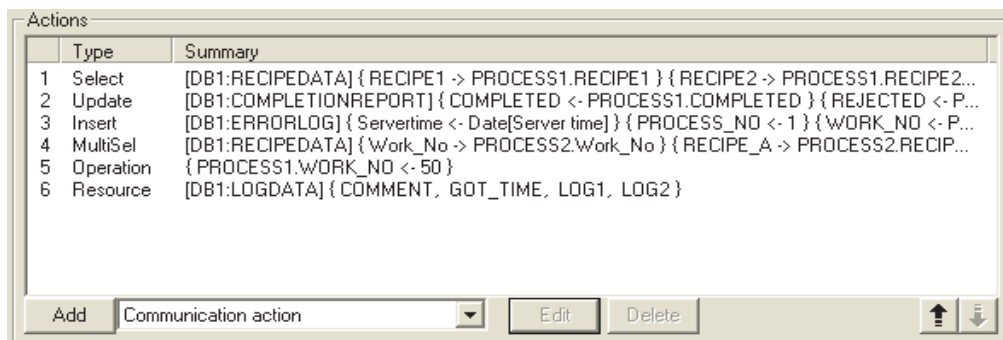 Actions
Type Summary
1 Select [DB1:RECIPEDATA] { RECIPE1 -> PROCESS1.RECIPE1 } { RECIPE2 -> PROCESS1.RECIPE2...
2 Update [DB1:COMPLETIONREPORT] { COMPLETED <- PROCESS1.COMPLETED } { REJECTED <- P...
3 Insert [DB1:ERRORLOG] { Servertime <- Date[Server time] } { PROCESS_NO <- 1 } { WORK_NO <- P...
4 MultiSel [DB1:RECIPEDATA] { Work_No -> PROCESS2.Work_No } { RECIPE_A -> PROCESS2.RECIP...
5 Operation { PROCESS1.WORK_NO <- 50 }
6 Resource [DB1:LOGDATA] { COMMENT, GOT_TIME, LOG1, LOG2 }
Add Communication action Edit Delete